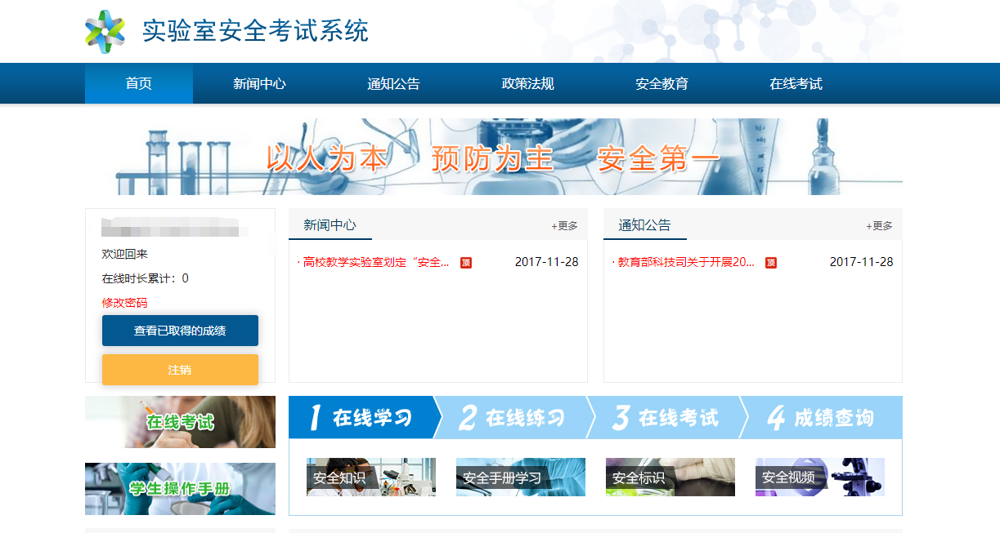 实验室安全考试系统
首页 新闻中心 通知公告 政策法规 安全教育 在线考试
以人为本 预防为主 安全第一
欢迎回来
在线时长累计：0
修改密码
查看已取得的成绩
注销
新闻中心 +更多
· 高校教学实验室划定“安全... 顶 2017-11-28
通知公告 +更多
· 教育部科技司关于开展20... 顶 2017-11-28
在线考试
学生操作手册
1 在线学习 2 在线练习 3 在线考试 4 成绩查询
安全知识 安全手册学习 安全标识 安全视频